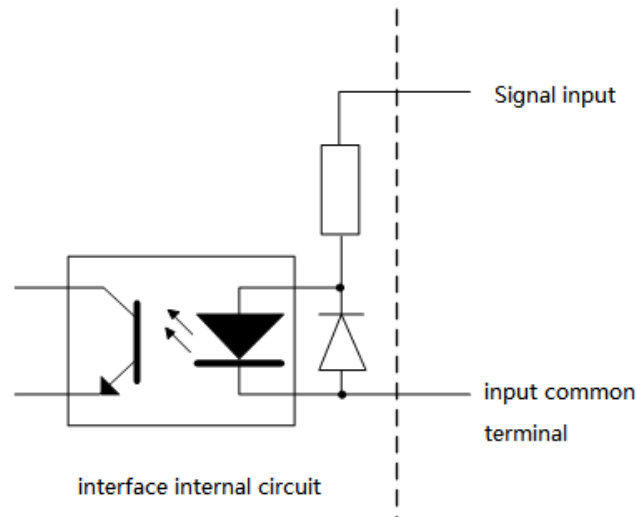 Signal input
input common
terminal
interface internal circuit